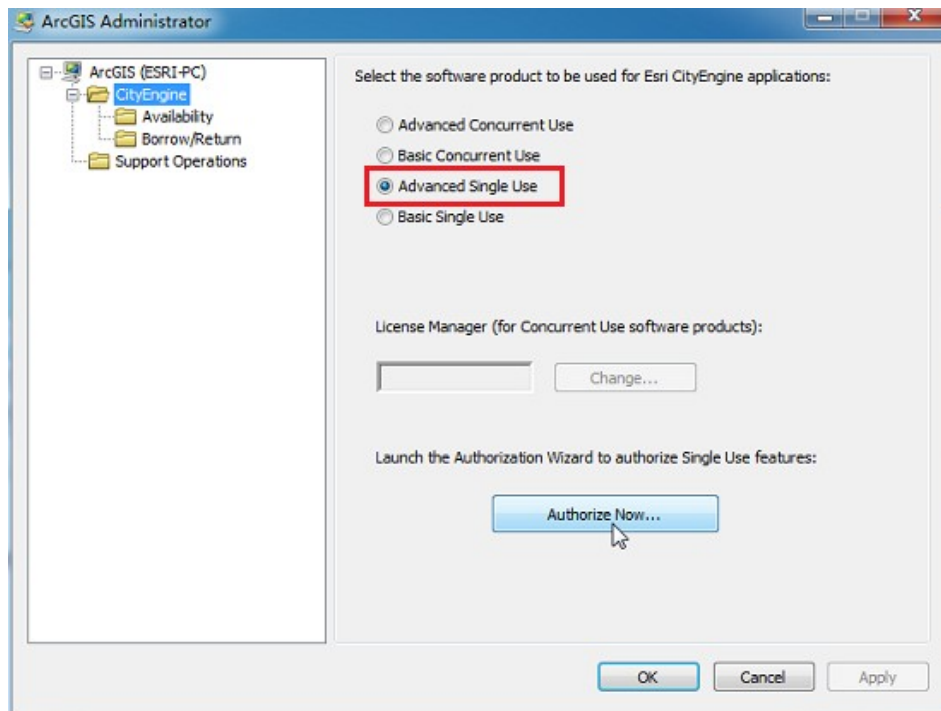 ArcGIS Administrator
ArcGIS (ESRI-PC)
CityEngine
Availability
Borrow/Return
Support Operations
Select the software product to be used for Esri CityEngine applications:
Advanced Concurrent Use
Basic Concurrent Use
Advanced Single Use
Basic Single Use
License Manager (for Concurrent Use software products):
Change...
Launch the Authorization Wizard to authorize Single Use features:
Authorize Now...
OK
Cancel
Apply